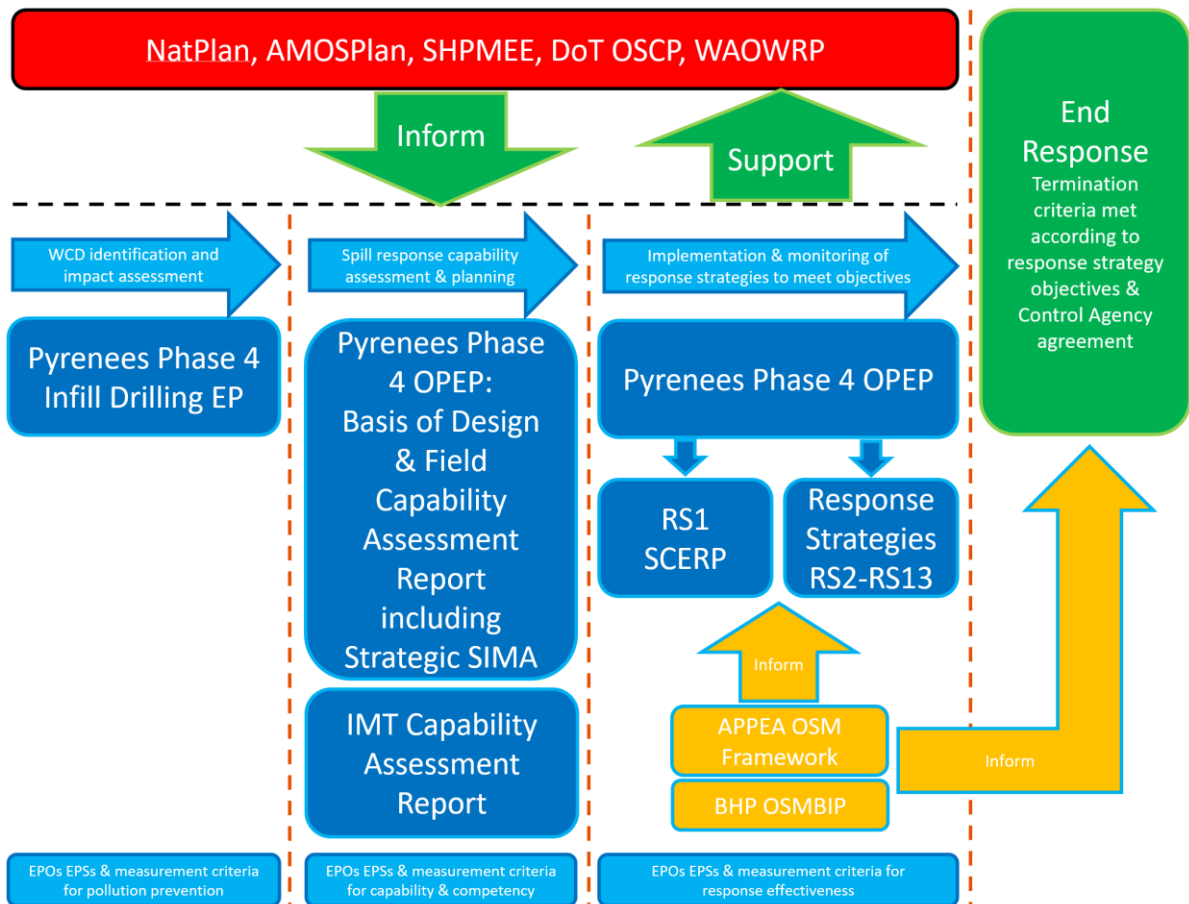 NatPlan, AMOSPlan, SHPMEE, DoT OSCP, WAOWRP
Inform
Support
End
Response
Termination
criteria met
according to
response strategy
objectives &
Control Agency
agreement
WCD identification and
impact assessment
Spill response capability
assessment & planning
Implementation & monitoring of
response strategies to meet objectives
Pyrenees Phase 4
Infill Drilling EP
Pyrenees Phase
4 OPEP:
Basis of Design
& Field
Capability
Assessment
Report
including
Strategic SIMA
IMT Capability
Assessment
Report
Pyrenees Phase 4 OPEP
RS1
SCERP
Response
Strategies
RS2-RS13
Inform
APPEA OSM
Framework
BHP OSMBIP
Inform
EPOs EPSs & measurement criteria
for pollution prevention
EPOs EPSs & measurement criteria
for capability & competency
EPOs EPSs & measurement criteria for
response effectiveness